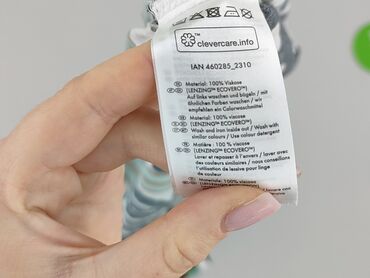 clevercare.info
IAN 460285_2310
Material: 100% Viskose
(LENZING™ ECOVERO™)
Auf links waschen und bügeln / mit
ähnlichen Farben waschen / wir
empfehlen ein Colorwaschmittel
Material: 100% viscose
(LENZING™ ECOVERO™)
Wash and iron inside out / Wash with
similar colours / Use colour detergent
Matière : 100 % viscose
(LENZING™ ECOVERO™)
Laver et repasser à l'envers / laver avec
des couleurs similaires / nous conseillons
l'utilisation de lessive pour linge
de couleur
Materiaal: 100% viscose